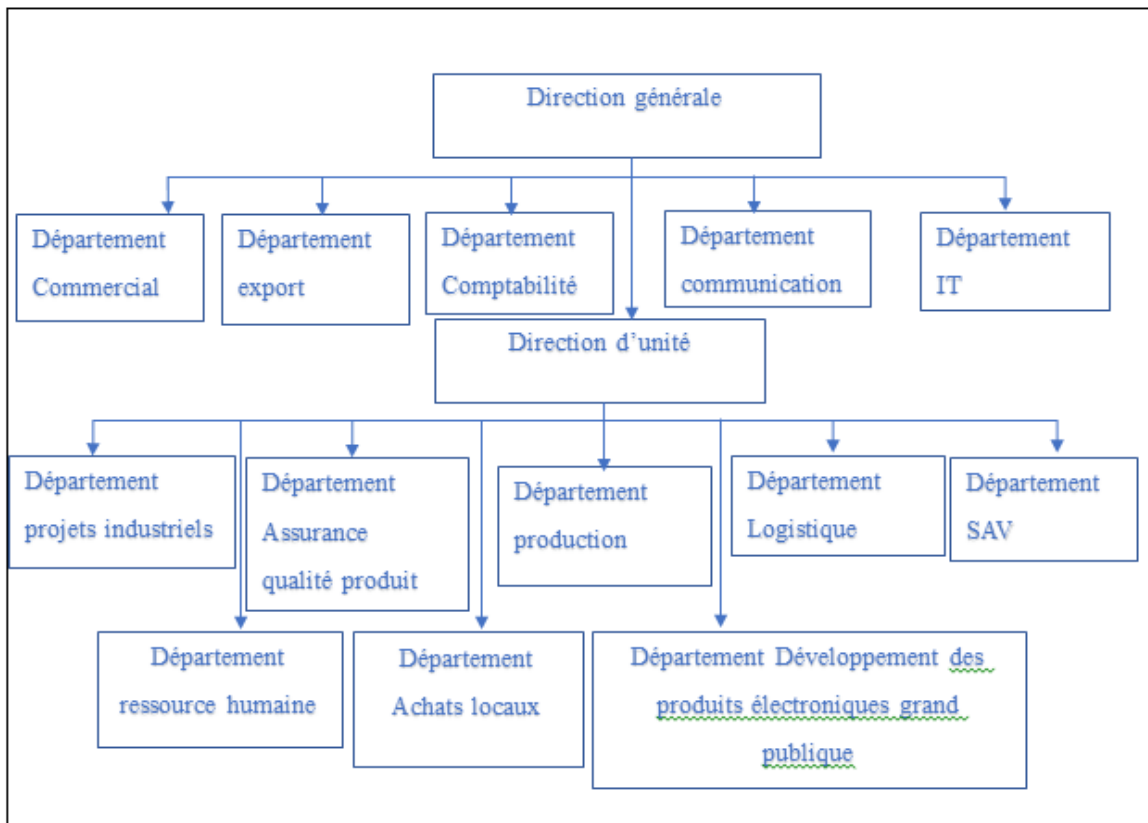 Direction générale
Département
Commercial
Département
export
Département
Comptabilité
Département
communication
Département
IT
Direction d’unité
Département
projets industriels
Département
Assurance
qualité produit
Département
production
Département
Logistique
Département
SAV
Département
ressource humaine
Département
Achats locaux
Département Développement des
produits électroniques grand
publique